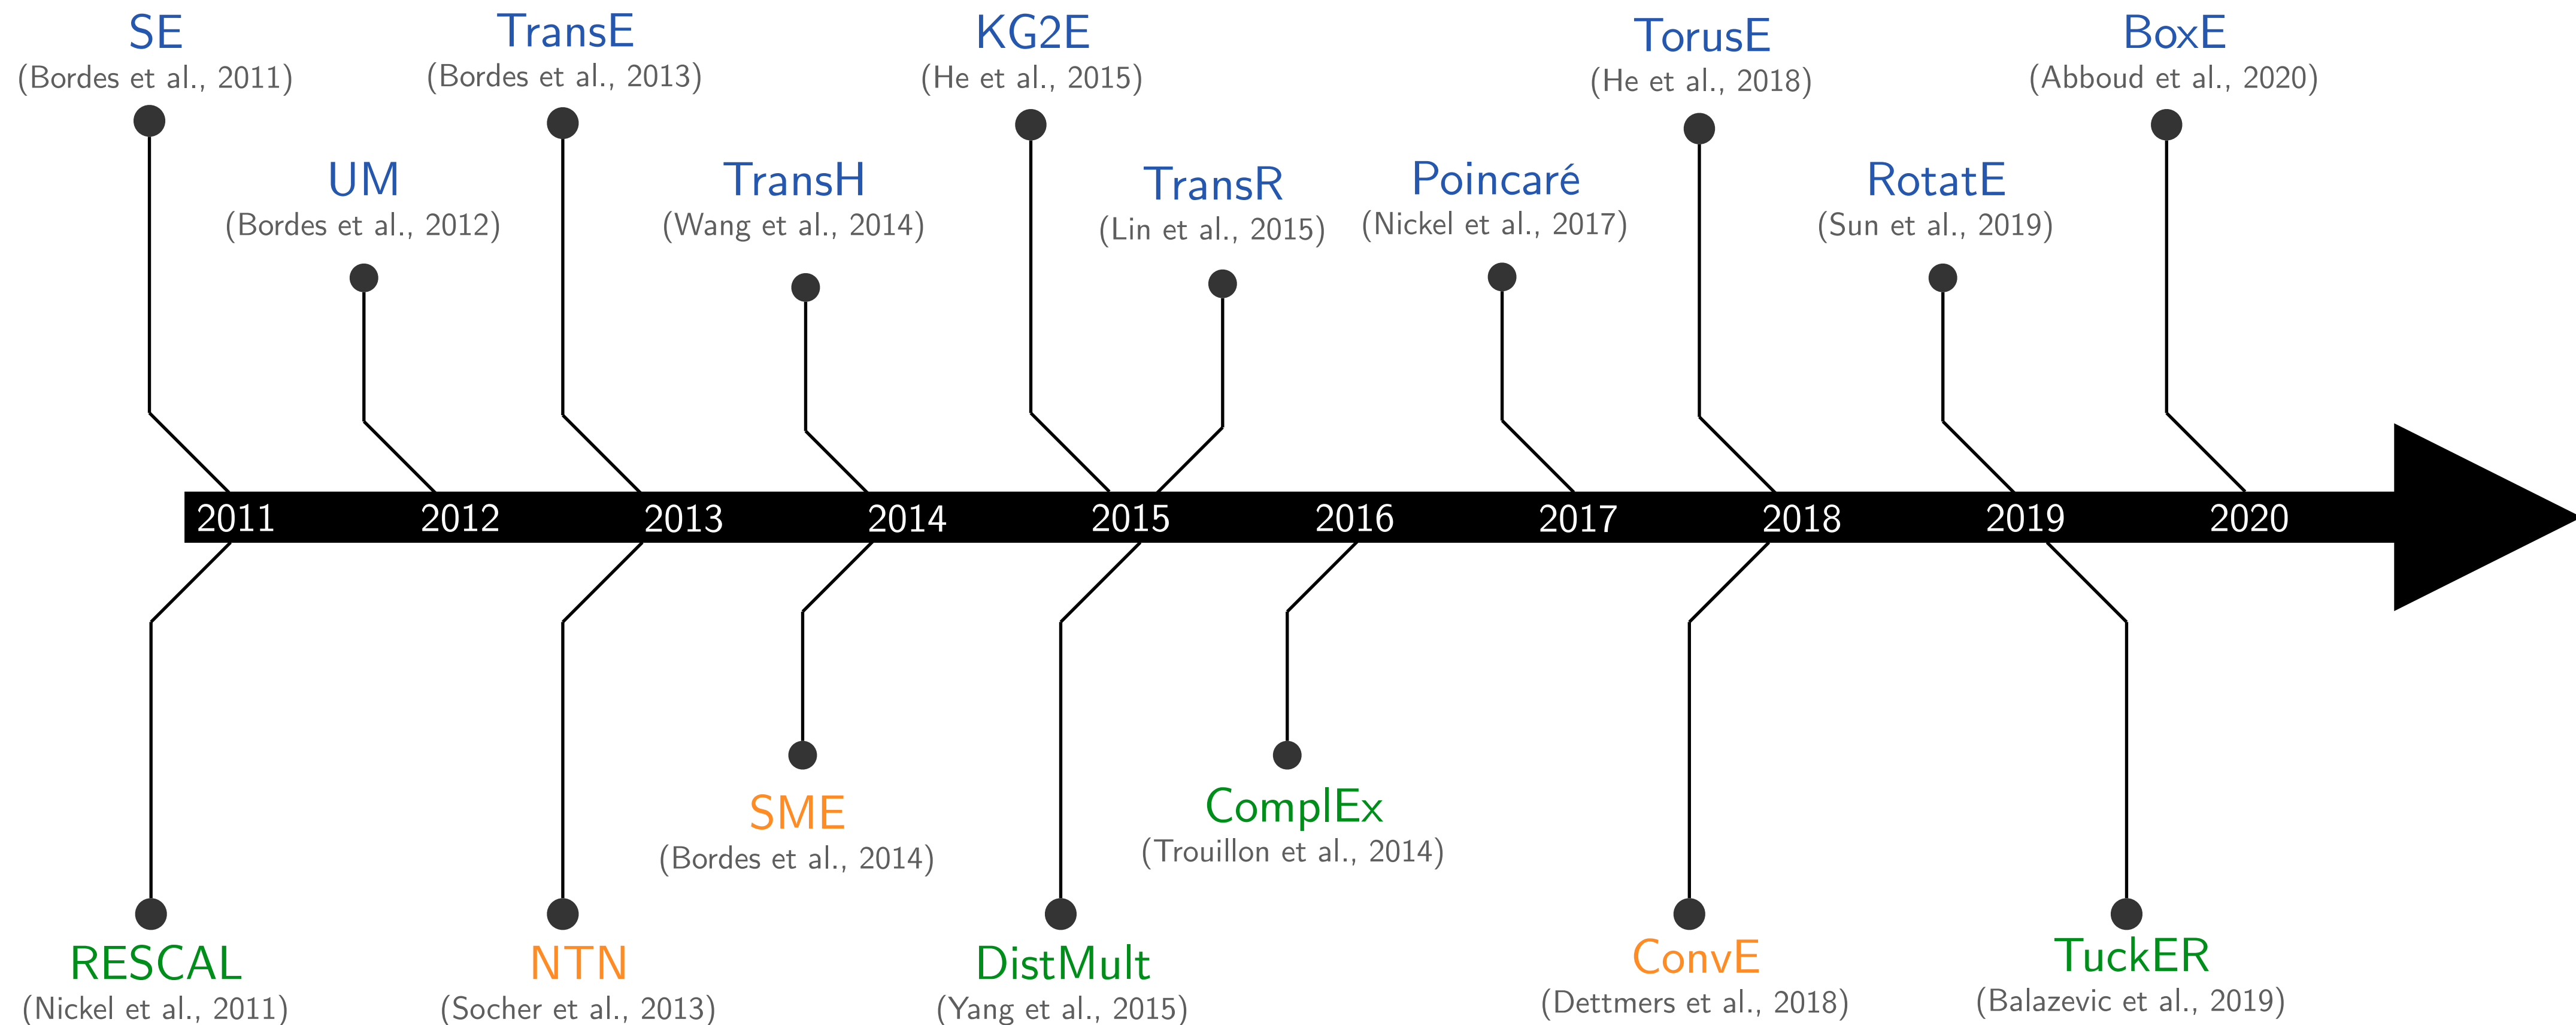 SE
(Bordes et al., 2011)
TransE
(Bordes et al., 2013)
KG2E
(He et al., 2015)
TorusE
(He et al., 2018)
BoxE
(Abboud et al., 2020)
UM
(Bordes et al., 2012)
TransH
(Wang et al., 2014)
TransR
(Lin et al., 2015)
Poincaré
(Nickel et al., 2017)
RotatE
(Sun et al., 2019)
2011 2012 2013 2014 2015 2016 2017 2018 2019 2020
SME
(Bordes et al., 2014)
ComplEx
(Trouillon et al., 2014)
RESCAL
(Nickel et al., 2011)
NTN
(Socher et al., 2013)
DistMult
(Yang et al., 2015)
ConvE
(Dettmers et al., 2018)
TuckER
(Balazevic et al., 2019)